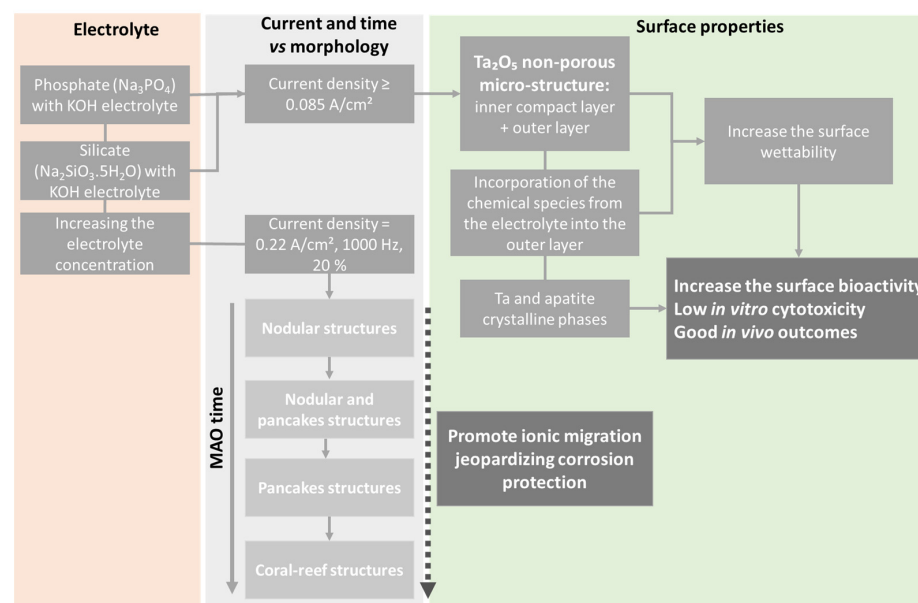 Electrolyte
Phosphate (Na₃PO₄)
with KOH electrolyte
Silicate
(Na₂SiO₃.5H₂O) with
KOH electrolyte
Increasing the
electrolyte
concentration
Current and time
vs morphology
Current density ≥
0.085 A/cm²
Current density =
0.22 A/cm², 1000 Hz,
20 %
MAO time
Nodular structures
Nodular and
pancakes structures
Pancakes structures
Coral-reef structures
Surface properties
Ta₂O₅ non-porous
micro-structure:
inner compact layer
+ outer layer
Incorporation of the
chemical species from
the electrolyte into the
outer layer
Ta and apatite
crystalline phases
Increase the surface
wettability
Increase the surface bioactivity
Low in vitro cytotoxicity
Good in vivo outcomes
Promote ionic migration
jeopardizing corrosion
protection